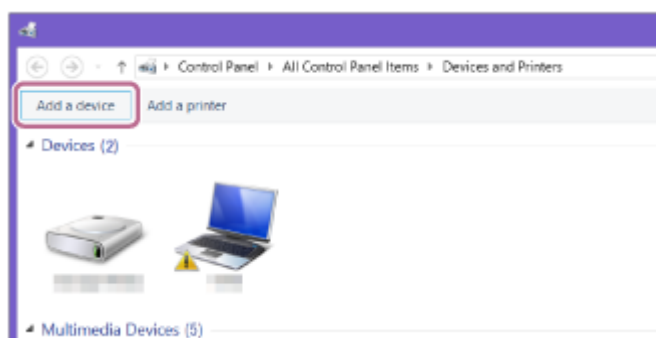 Control Panel ▸ All Control Panel Items ▸ Devices and Printers
Add a device Add a printer
Devices (2)
Multimedia Devices (5)